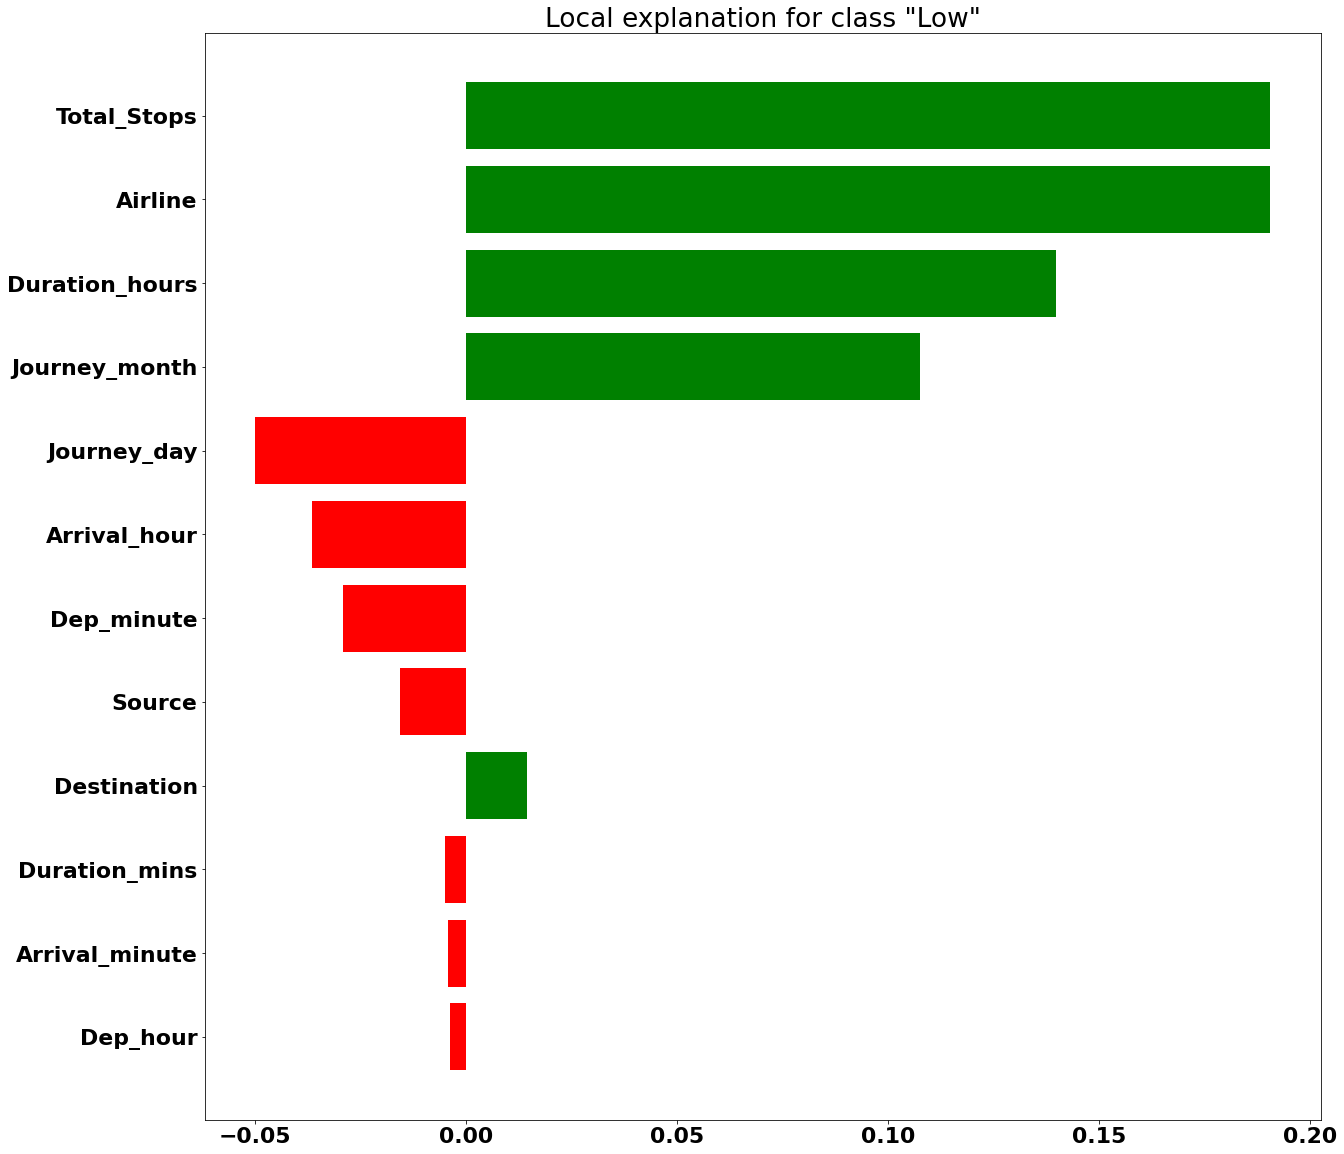 Local explanation for class "Low"
Total_Stops
Airline
Duration_hours
Journey_month
Journey_day
Arrival_hour
Dep_minute
Source
Destination
Duration_mins
Arrival_minute
Dep_hour
−0.05 0.00 0.05 0.10 0.15 0.20